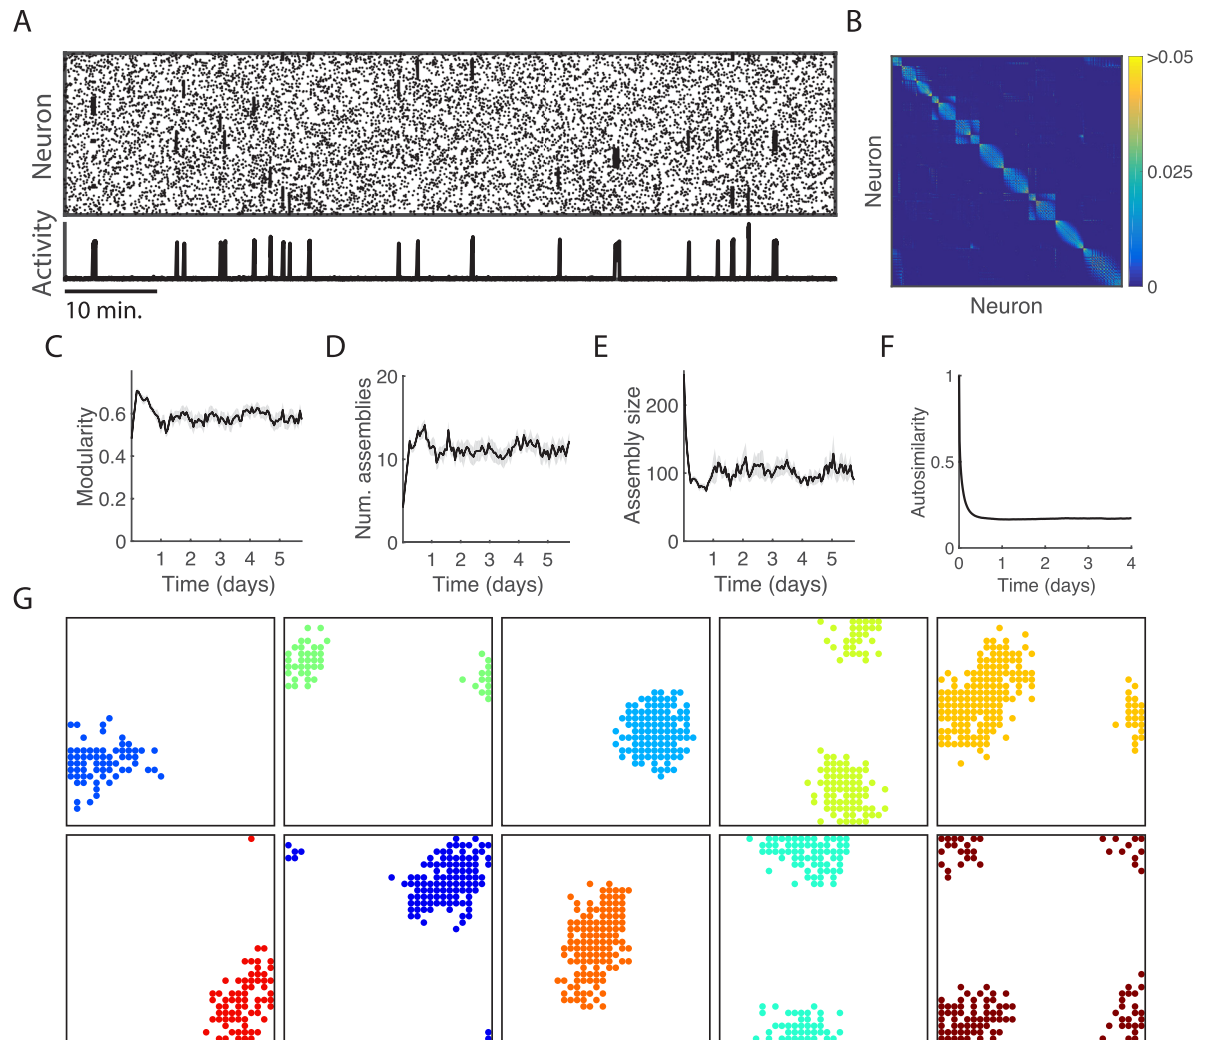 A
B
Neuron
Activity
10 min.
Neuron
>0.05
0.025
0
Neuron
C
D
E
F
Modularity
0.6
0.4
0.2
0
1 2 3 4 5
Time (days)
Num. assemblies
20
10
0
1 2 3 4 5
Time (days)
Assembly size
200
100
0
1 2 3 4 5
Time (days)
Autosimilarity
1
0.5
0
0 1 2 3 4
Time (days)
G